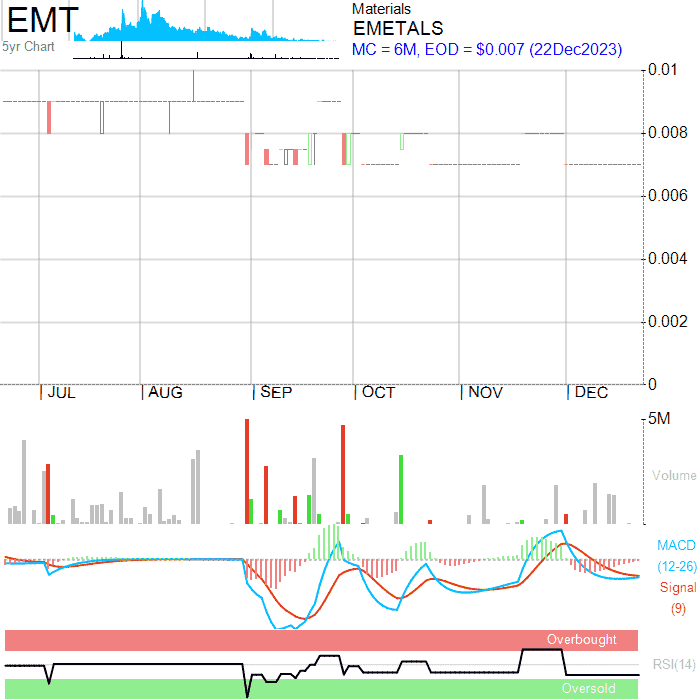 EMT
5yr Chart
Materials
EMETALS
MC = 6M, EOD = $0.007 (22Dec2023)
0.01
0.008
0.006
0.004
0.002
0
JUL AUG SEP OCT NOV DEC
5M
Volume
MACD
(12-26)
Signal
(9)
Overbought
RSI(14)
Oversold